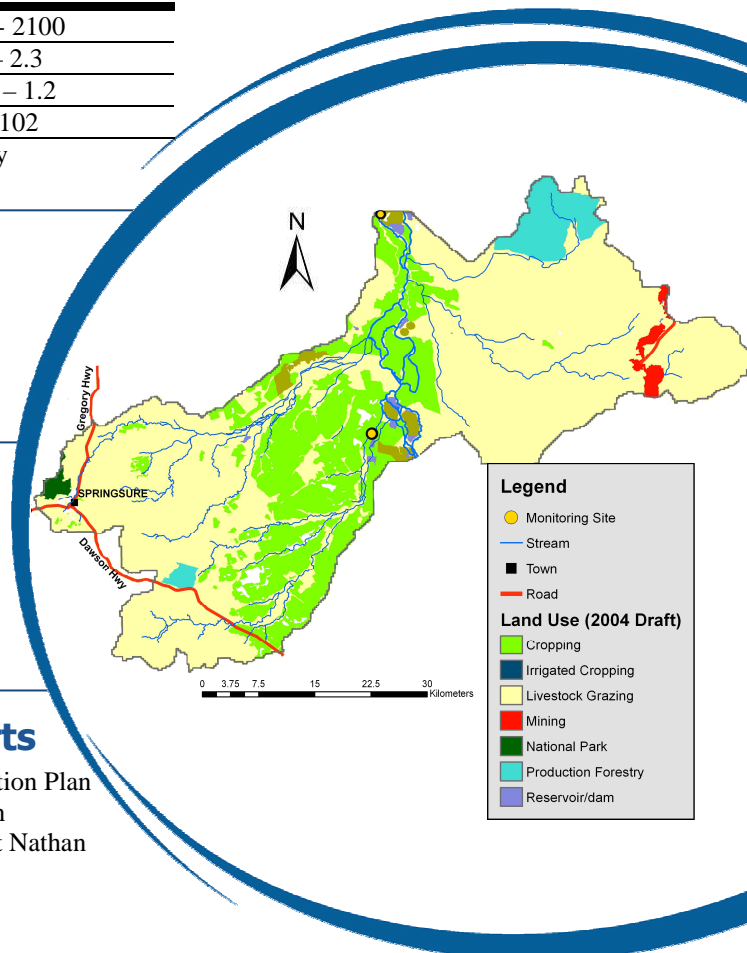 - 2100
– 2.3
– 1.2
102
y
N
Gregory Hwy
SPRINGSURE
Dawson Hwy
0 3.75 7.5 15 22.5 30
Kilometers
Legend
Monitoring Site
Stream
Town
Road
Land Use (2004 Draft)
Cropping
Irrigated Cropping
Livestock Grazing
Mining
National Park
Production Forestry
Reservoir/dam
rts
tion Plan
n
t Nathan